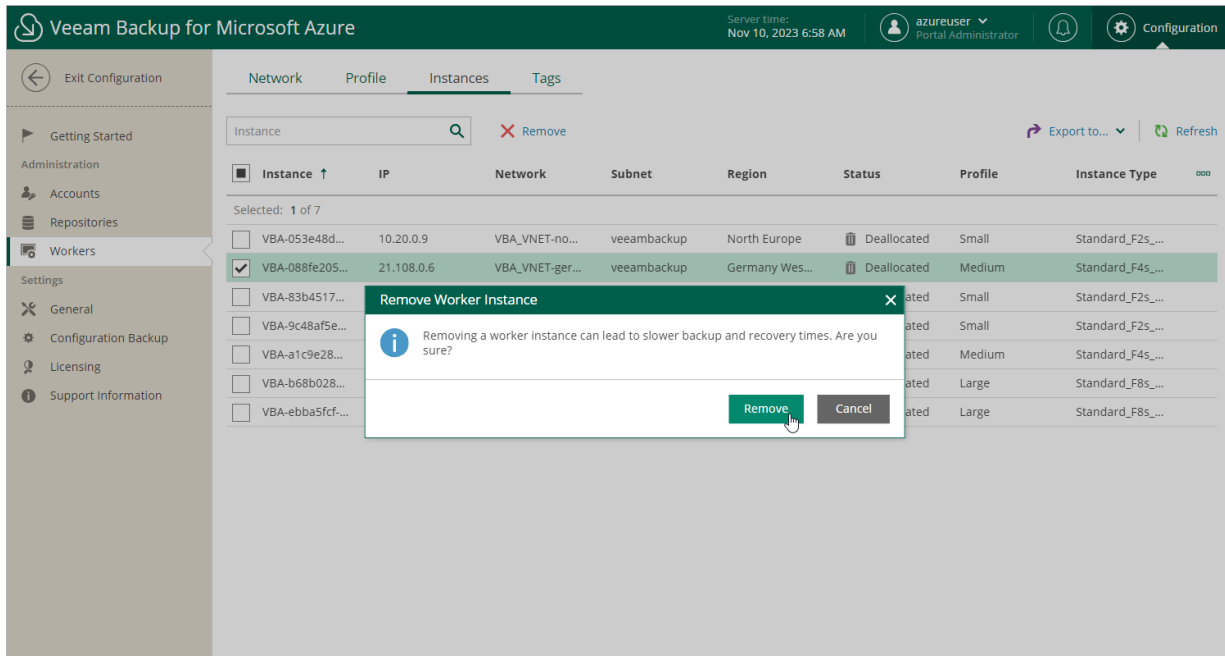 Veeam Backup for Microsoft Azure
Server time:
Nov 10, 2023 6:58 AM
azureuser
Portal Administrator
Configuration
Exit Configuration
Getting Started
Administration
Accounts
Repositories
Workers
Settings
General
Configuration Backup
Licensing
Support Information
Network Profile Instances Tags
Instance Remove Export to... Refresh
Instance IP Network Subnet Region Status Profile Instance Type
Selected: 1 of 7
VBA-053e48d... 10.20.0.9 VBA_VNET-no... veeambackup North Europe Deallocated Small Standard_F2s_...
VBA-088fe205... 21.108.0.6 VBA_VNET-ger... veeambackup Germany Wes... Deallocated Medium Standard_F4s_...
VBA-83b4517... ated Small Standard_F2s_...
VBA-9c48af5e... ated Small Standard_F2s_...
VBA-a1c9e28... ated Medium Standard_F4s_...
VBA-b68b028... ated Large Standard_F8s_...
VBA-ebba5fcf-... ated Large Standard_F8s_...
Remove Worker Instance
Removing a worker instance can lead to slower backup and recovery times. Are you
sure?
Remove Cancel